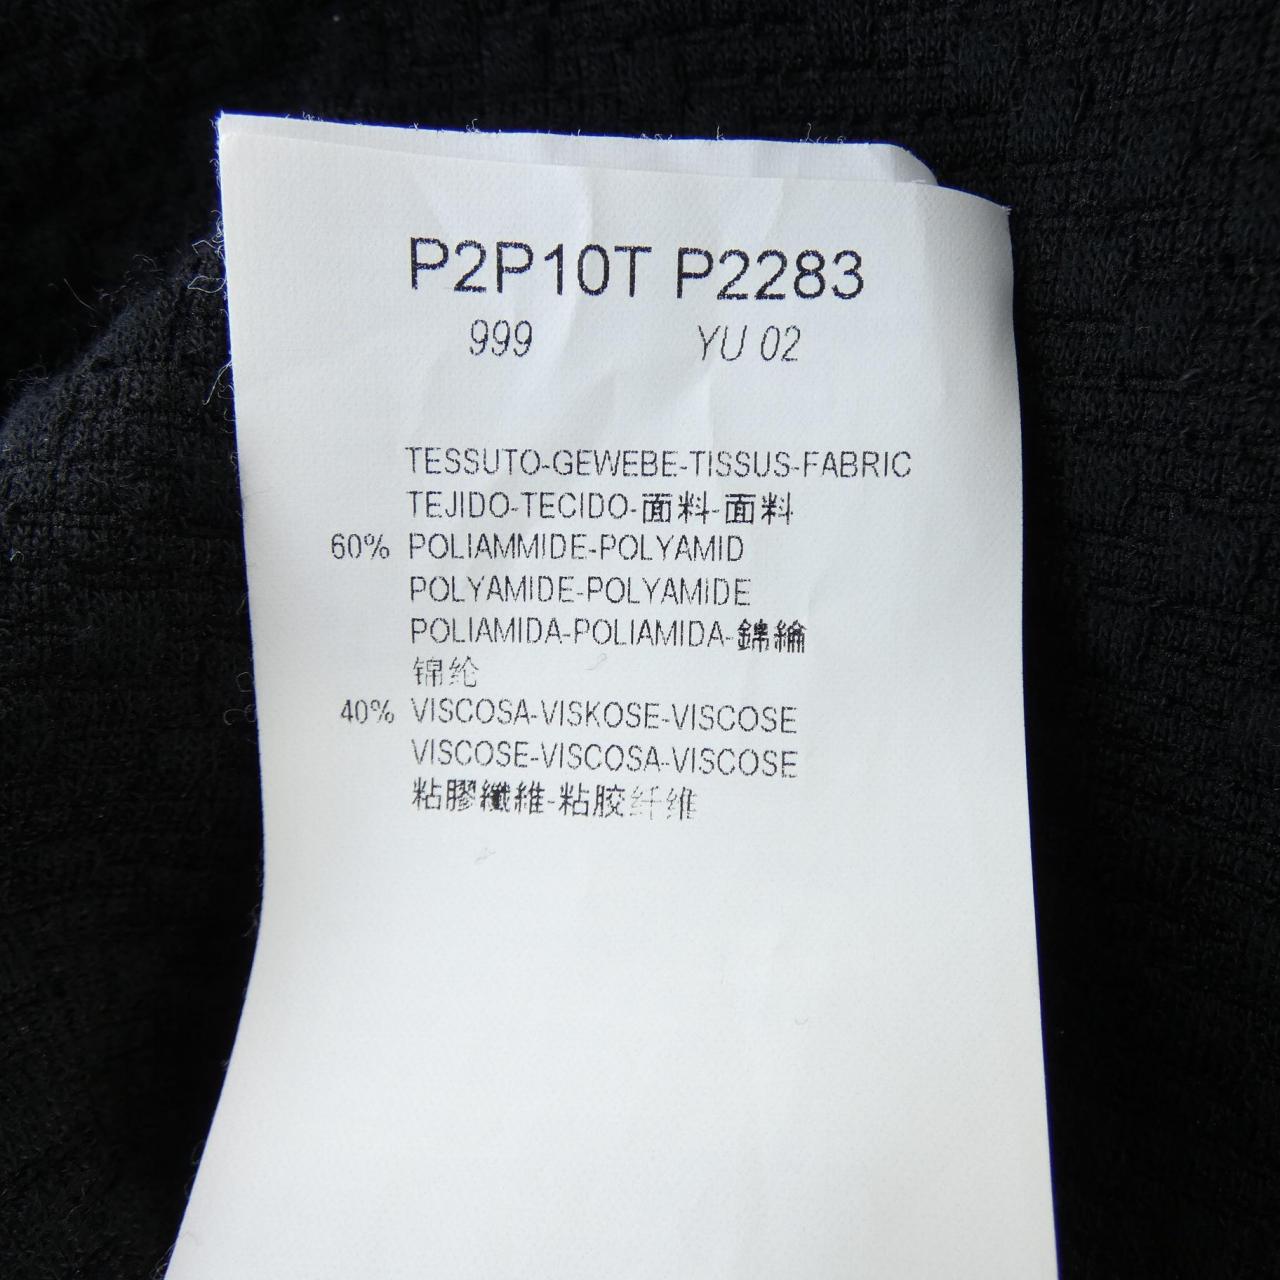 P2P10T P2283
999 YU 02
TESSUTO-GEWEBE-TISSUS-FABRIC
TEJIDO-TECIDO-面料-面料
60% POLIAMMIDE-POLYAMID
POLYAMIDE-POLYAMIDE
POLIAMIDA-POLIAMIDA-錦綸
锦纶
40% VISCOSA-VISKOSE-VISCOSE
VISCOSE-VISCOSA-VISCOSE
粘膠纖維-粘胶纤维